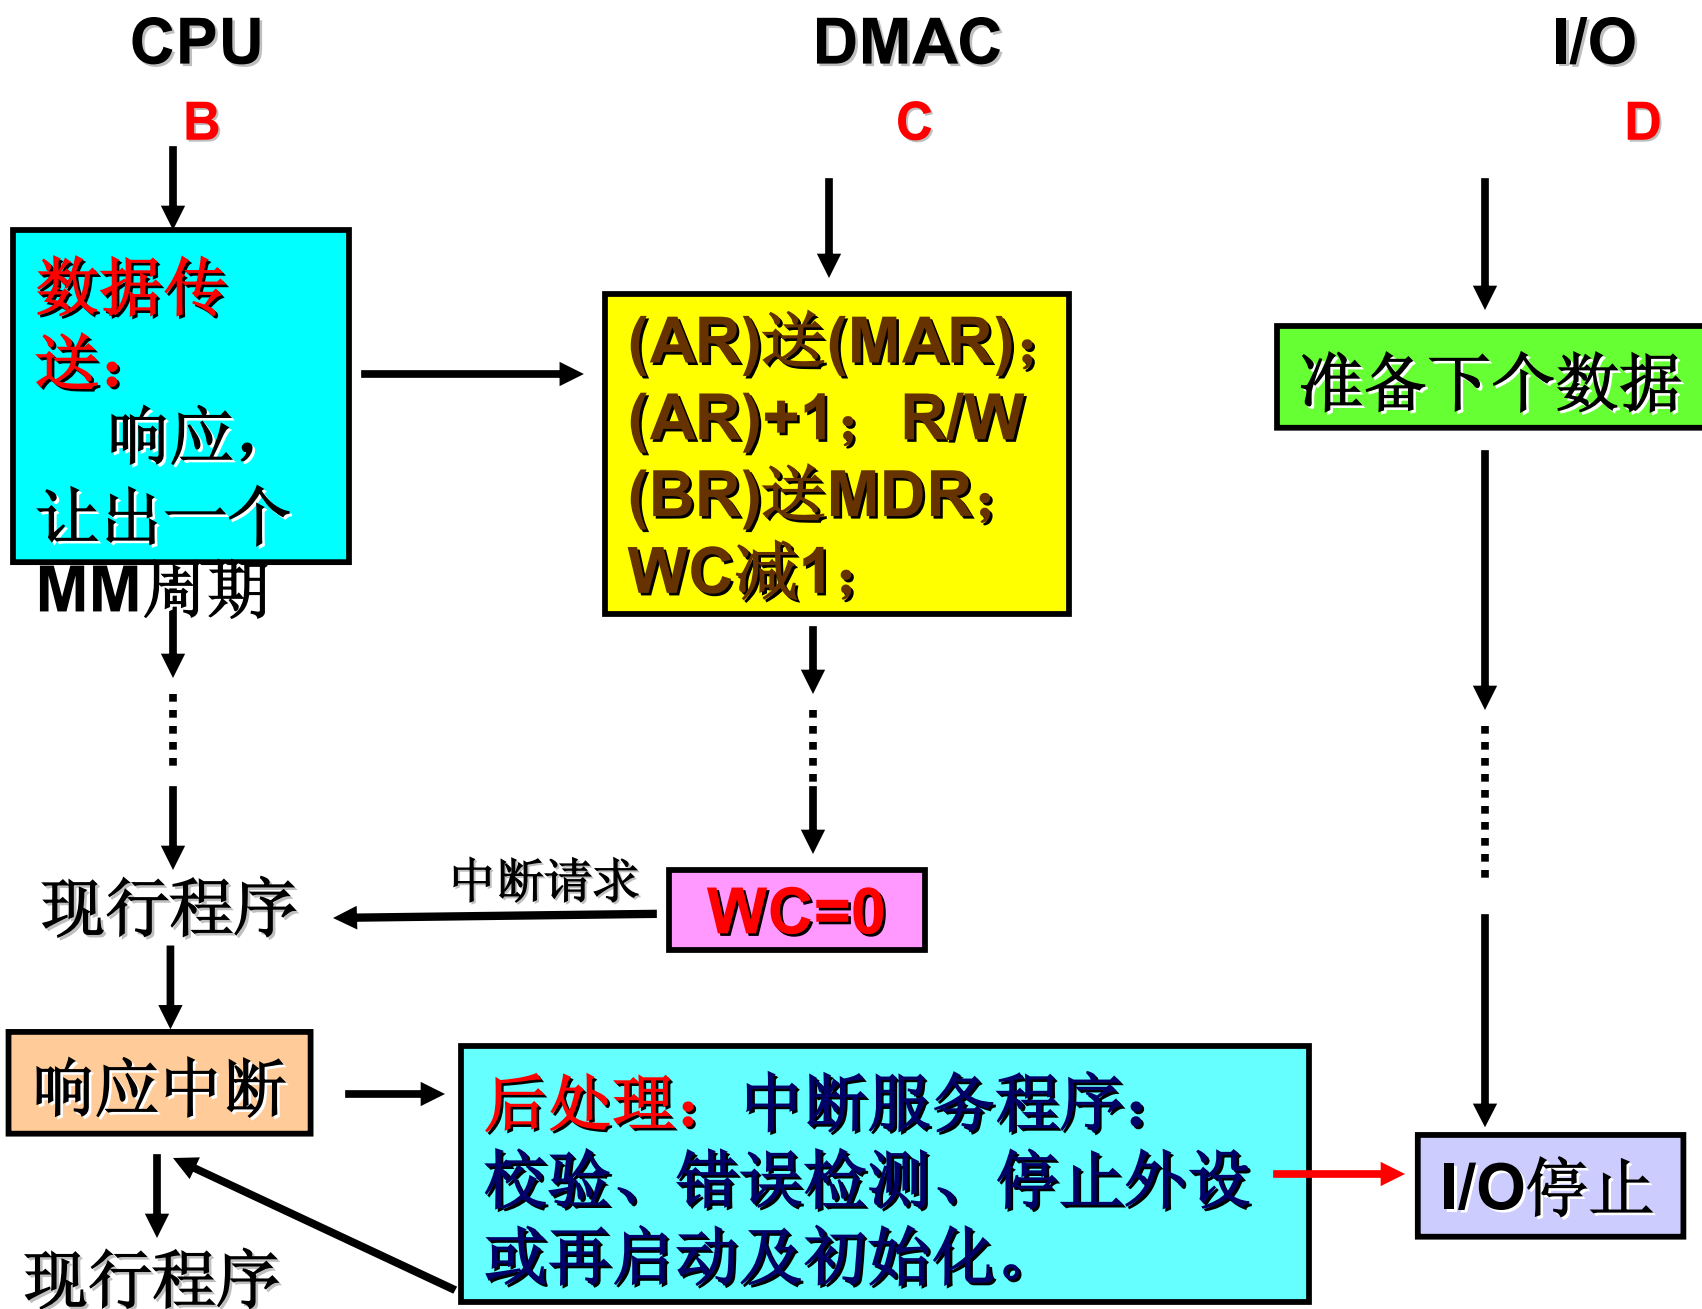 CPU
DMAC
I/O
B
C
D
数据传
送：
响应，
让出一个
MM周期
(AR)送(MAR)；
(AR)+1；R/W
(BR)送MDR；
WC减1；
准备下个数据
现行程序
中断请求
WC=0
响应中断
后处理：中断服务程序：
校验、错误检测、停止外设
或再启动及初始化。
I/O停止
现行程序